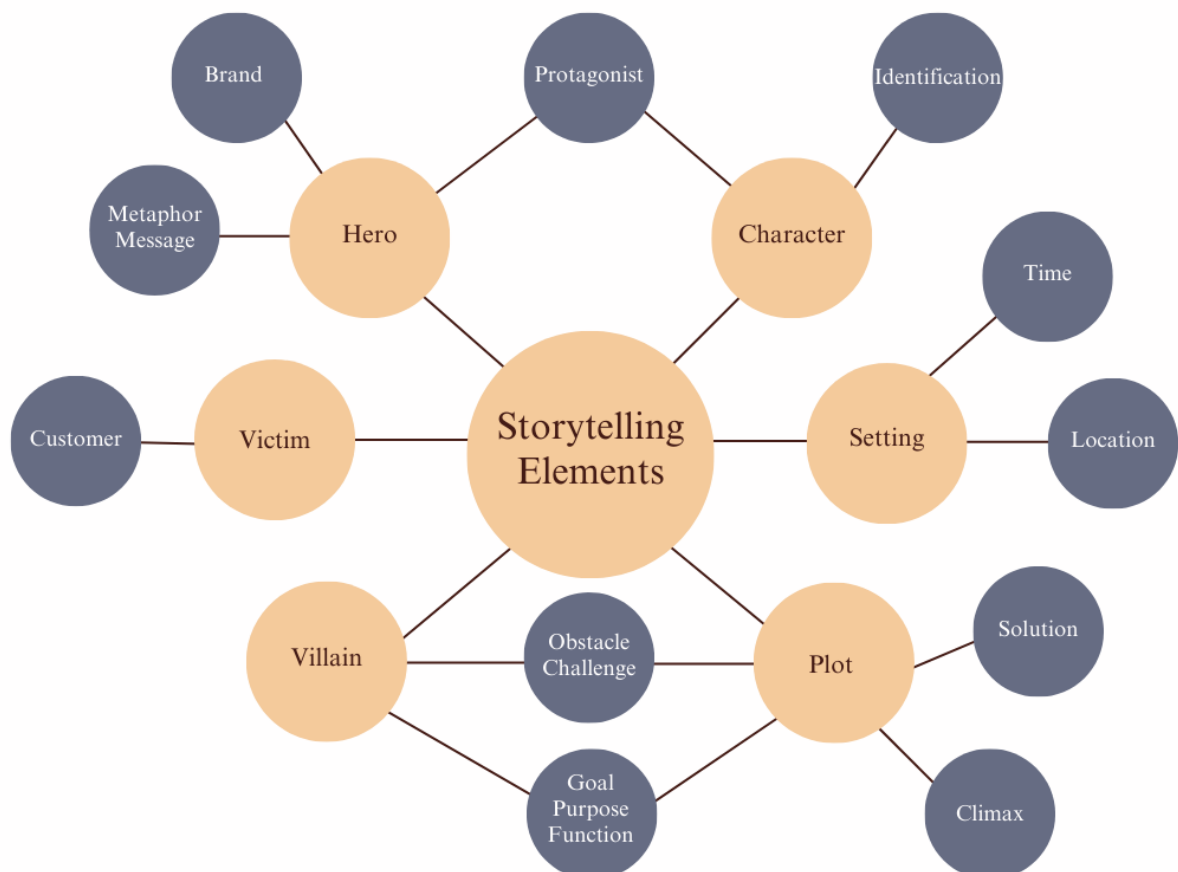 Brand
Protagonist
Identification
Metaphor
Message
Hero
Character
Time
Customer
Victim
Storytelling
Elements
Setting
Location
Villain
Obstacle
Challenge
Plot
Solution
Goal
Purpose
Function
Climax